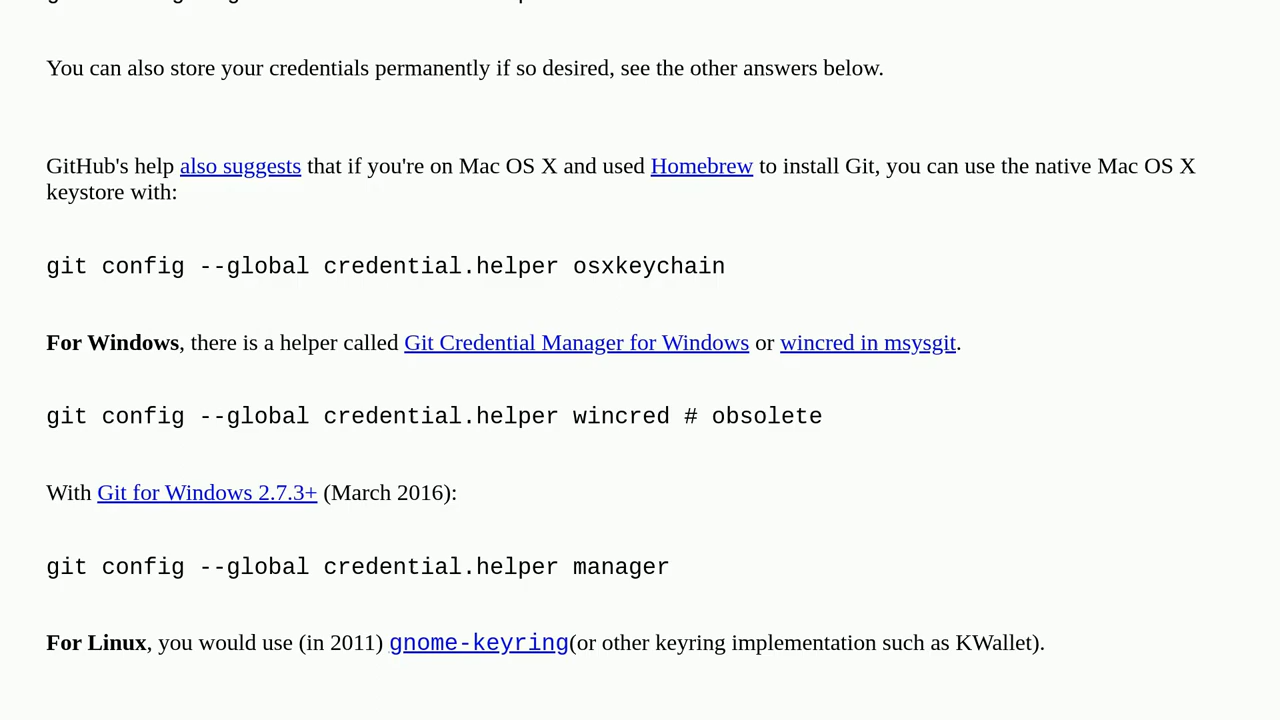 You can also store your credentials permanently if so desired, see the other answers below.
GitHub's help also suggests that if you're on Mac OS X and used Homebrew to install Git, you can use the native Mac OS X
keystore with:
git config --global credential.helper osxkeychain
For Windows, there is a helper called Git Credential Manager for Windows or wincred in msysgit.
git config --global credential.helper wincred # obsolete
With Git for Windows 2.7.3+ (March 2016):
git config --global credential.helper manager
For Linux, you would use (in 2011) gnome-keyring(or other keyring implementation such as KWallet).